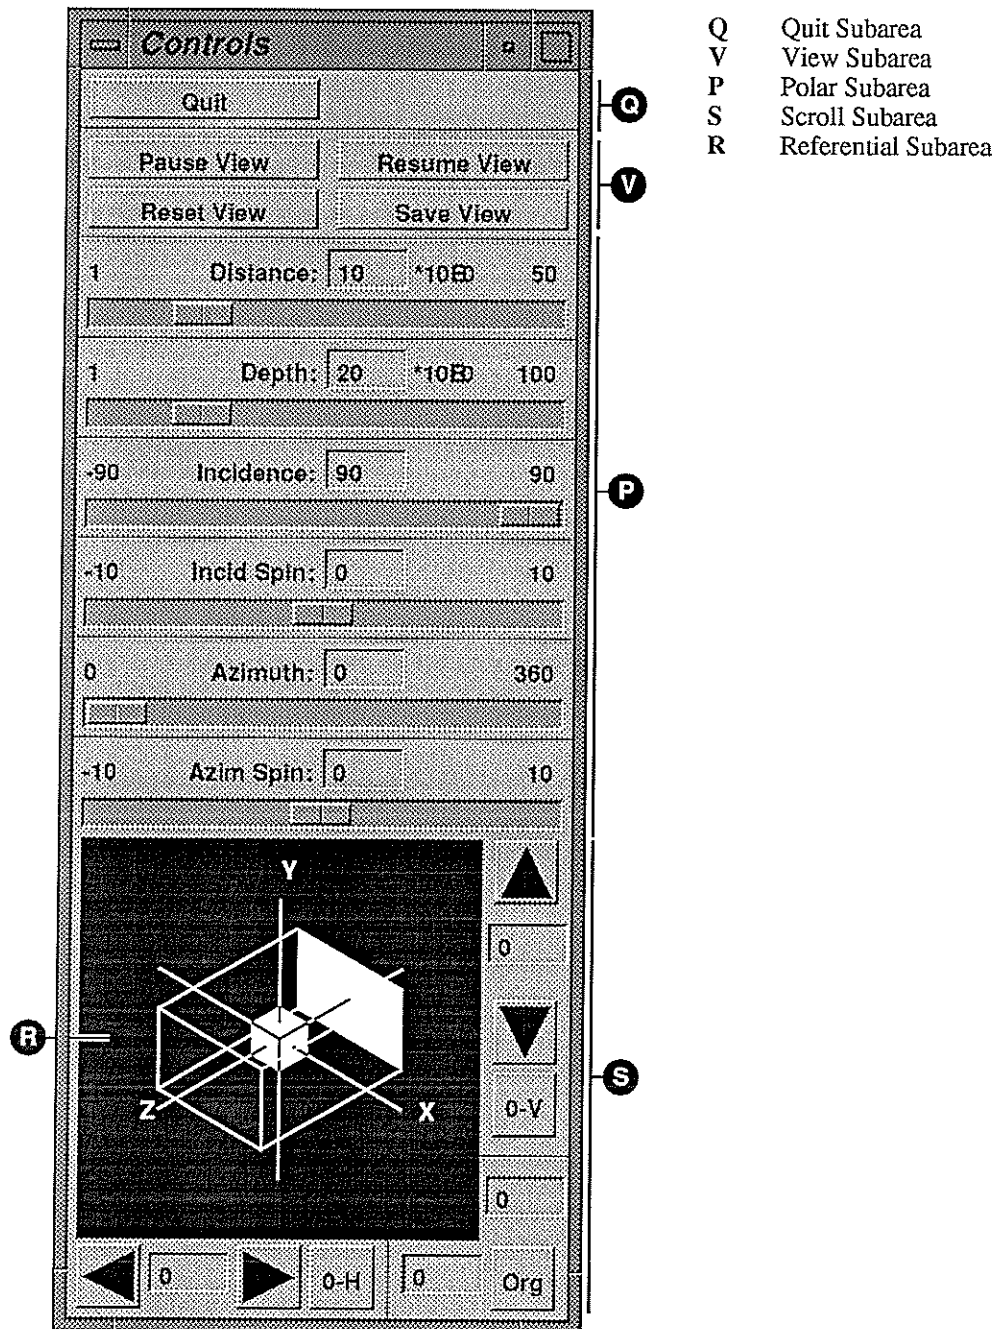 Controls
Quit
Q
Pause View Resume View
V
Reset View Save View
1 Distance: 10 50
1 Depth: 20 100
-90 Incidence: 90 90
P
-10 Incid Spin: 0 10
0 Azimuth: 0 360
-10 Azim Spin: 0 10
Y
0
R
S
Z X 0-V
0
0 0-H 0 Org
Q Quit Subarea
V View Subarea
P Polar Subarea
S Scroll Subarea
R Referential Subarea